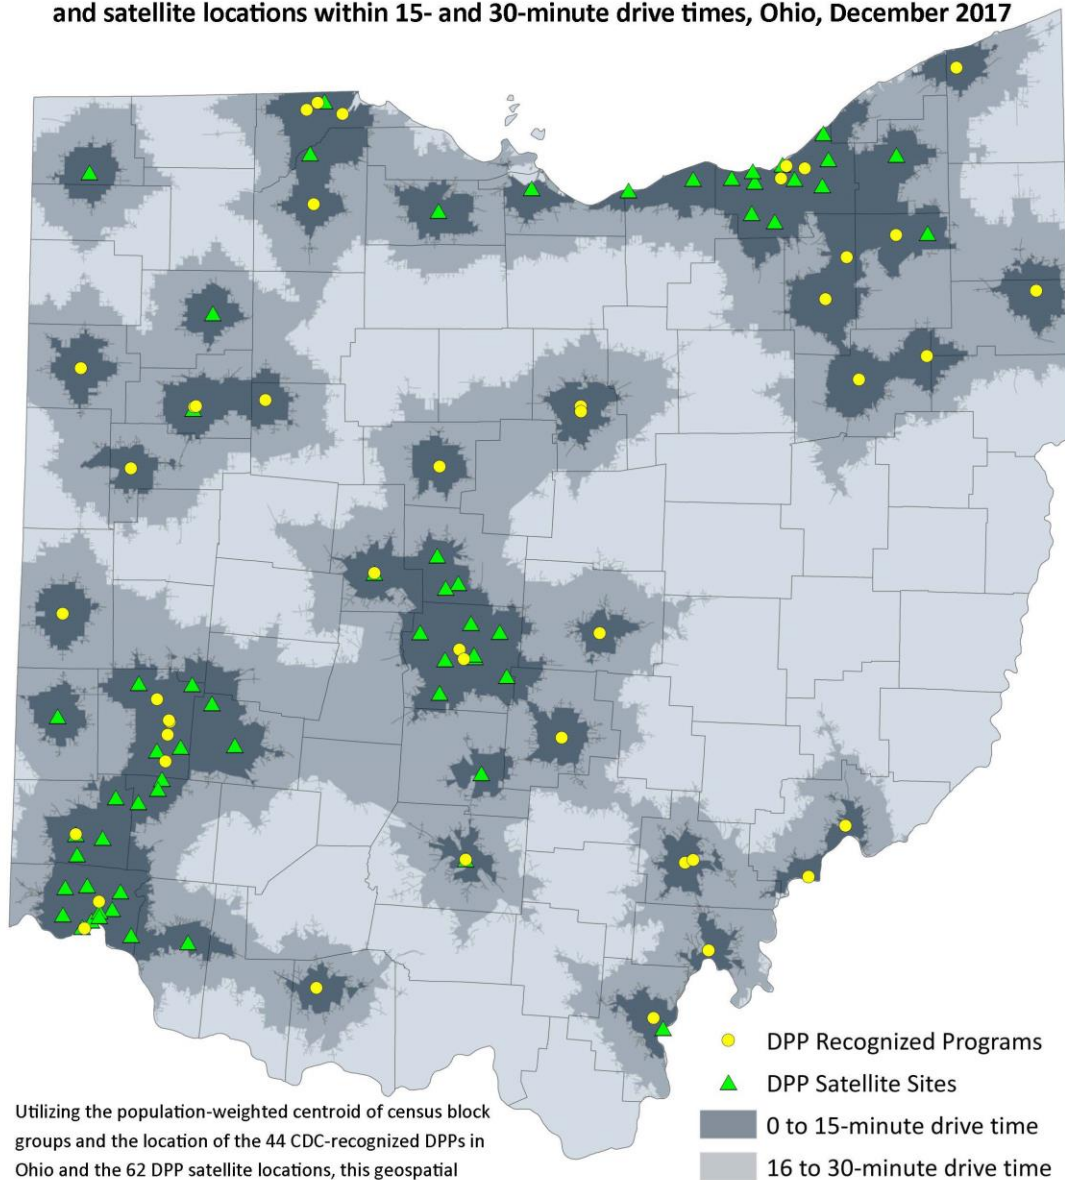 and satellite locations within 15- and 30-minute drive times, Ohio, December 2017
DPP Recognized Programs
DPP Satellite Sites
0 to 15-minute drive time
16 to 30-minute drive time
Utilizing the population-weighted centroid of census block
groups and the location of the 44 CDC-recognized DPPs in
Ohio and the 62 DPP satellite locations, this geospatial